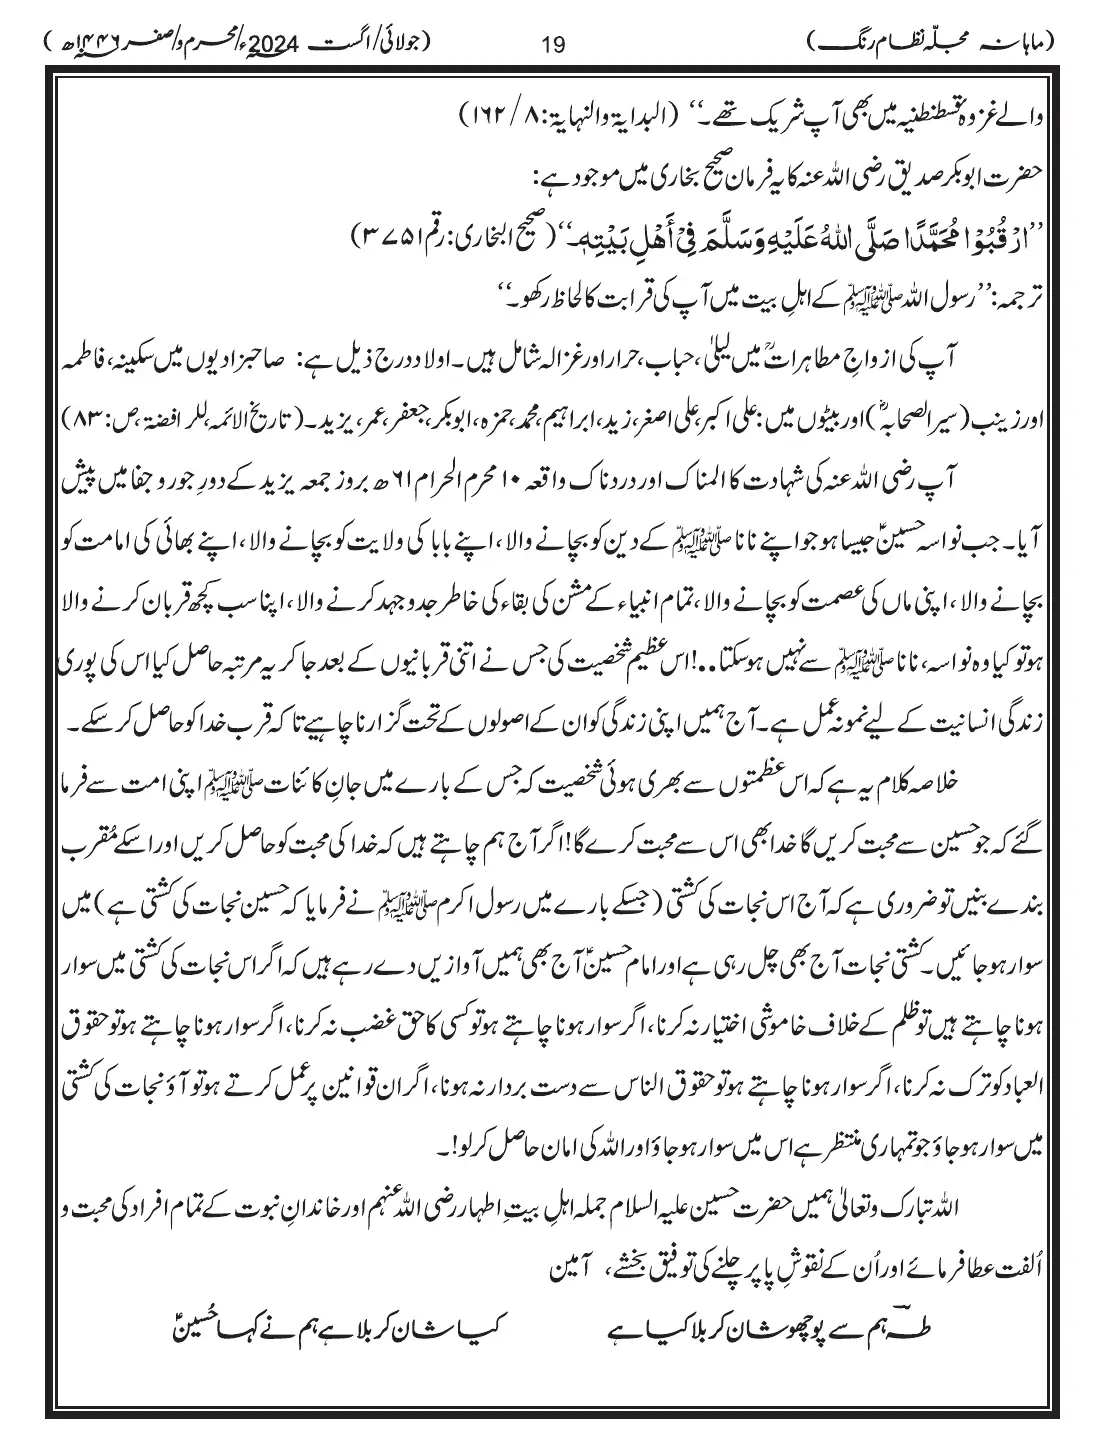 (ماہانہ مجلّہ نظام رنگ) 19 (جولائی/اگست 2024ء/محرم و صفر ۱۴۴۶ھ)
والے غزوہ قسطنطنیہ میں بھی آپ شریک تھے۔‘‘ (البدایۃ والنہایۃ: ۸/ ۱۶۲)
حضرت ابوبکر صدیق رضی اللہ عنہ کا یہ فرمان صحیح بخاری میں موجود ہے:
’’ارْقُبُوْا مُحَمَّدًا صَلَّى اللهُ عَلَيْهِ وَسَلَّمَ فِيْ أَهْلِ بَيْتِهٖ۔‘‘ (صحیح البخاری: رقم ۳۷۵۱)
ترجمہ: ’’رسول اللہ ﷺ کے اہلِ بیت میں آپ کی قرابت کا لحاظ رکھو۔‘‘
آپ کی ازواجِ مطاہراتؓ میں لیلیٰ، حباب، حرار اور غزالہ شامل ہیں۔ اولاد درج ذیل ہے: صاحبزادیوں میں سکینہ، فاطمہ
اور زینب (سیر الصحابہؓ) اور بیٹوں میں: علی اکبر، علی اصغر، زید، ابراہیم، محمد، حمزہ، ابوبکر، جعفر، عمر، یزید۔ (تاریخ الائمہ، للرافضۃ، ص: ۸۳)
آپ رضی اللہ عنہ کی شہادت کا المناک اور دردناک واقعہ ۱۰ محرم الحرام ۶۱ھ بروز جمعہ یزید کے دورِ جور و جفا میں پیش
آیا۔ جب نواسہ حسینؑ جیسا ہو جو اپنے نانا ﷺ کے دین کو بچانے والا، اپنے بابا کی ولایت کو بچانے والا، اپنے بھائی کی امامت کو
بچانے والا، اپنی ماں کی عصمت کو بچانے والا، تمام انبیاء کے مشن کی بقاء کی خاطر جدوجہد کرنے والا، اپنا سب کچھ قربان کرنے والا
ہو تو کیا وہ نواسہ، نانا ﷺ سے نہیں ہو سکتا..! اس عظیم شخصیت کی جس نے اتنی قربانیوں کے بعد جا کر یہ مرتبہ حاصل کیا اس کی پوری
زندگی انسانیت کے لیے نمونہ عمل ہے۔ آج ہمیں اپنی زندگی کو ان کے اصولوں کے تحت گزارنا چاہیے تاکہ قرب خدا کو حاصل کر سکے۔
خلاصہ کلام یہ ہے کہ اس عظمتوں سے بھری ہوئی شخصیت کہ جس کے بارے میں جانِ کائنات ﷺ اپنی امت سے فرما
گئے کہ جو حسین سے محبت کریں گا خدا بھی اس سے محبت کرے گا! اگر آج ہم چاہتے ہیں کہ خدا کی محبت کو حاصل کریں اور اسکے مُقرب
بندے بنیں تو ضروری ہے کہ آج اس نجات کی کشتی (جسکے بارے میں رسول اکرم ﷺ نے فرمایا کہ حسین نجات کی کشتی ہے) میں
سوار ہو جائیں۔ کشتی نجات آج بھی چل رہی ہے اور امام حسینؑ آج بھی ہمیں آوازیں دے رہے ہیں کہ اگر اس نجات کی کشتی میں سوار
ہونا چاہتے ہیں تو ظلم کے خلاف خاموشی اختیار نہ کرنا، اگر سوار ہونا چاہتے ہو تو کسی کا حق غضب نہ کرنا، اگر سوار ہونا چاہتے ہو تو حقوق
العباد کو ترک نہ کرنا، اگر سوار ہونا چاہتے ہو تو حقوق الناس سے دست بردار نہ ہونا، اگر ان قوانین پر عمل کرتے ہو تو آؤ نجات کی کشتی
میں سوار ہو جاؤ جو تمہاری منتظر ہے اس میں سوار ہو جاؤ اور اللہ کی امان حاصل کر لو!۔
اللہ تبارک و تعالیٰ ہمیں حضرت حسین علیہ السلام جملہ اہلِ بیتِ اطہار رضی اللہ عنہم اور خاندانِ نبوت کے تمام افراد کی محبت و
اُلفت عطا فرمائے اور اُن کے نقوشِ پا پر چلنے کی توفیق بخشے، آمین
طہٰ ہم سے پوچھو شان کربلا کیا ہے کیا شان کربلا ہے ہم نے کہا حُسینؑ